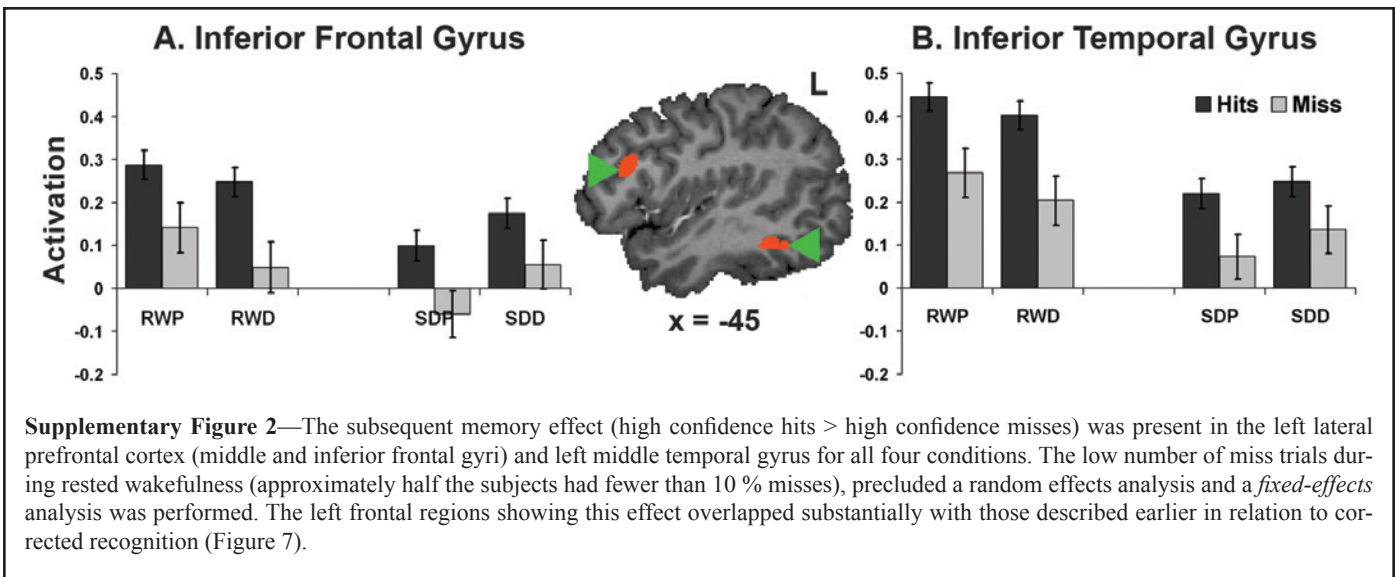 A. Inferior Frontal Gyrus
B. Inferior Temporal Gyrus
Activation
0.5
0.4
0.3
0.2
0.1
0
-0.1
-0.2
RWP
RWD
SDP
SDD
L
x = -45
0.5
0.4
0.3
0.2
0.1
0
-0.1
-0.2
Hits
Miss
RWP
RWD
SDP
SDD
Supplementary Figure 2—The subsequent memory effect (high confidence hits > high confidence misses) was present in the left lateral
prefrontal cortex (middle and inferior frontal gyri) and left middle temporal gyrus for all four conditions. The low number of miss trials dur-
ing rested wakefulness (approximately half the subjects had fewer than 10 % misses), precluded a random effects analysis and a fixed-effects
analysis was performed. The left frontal regions showing this effect overlapped substantially with those described earlier in relation to cor-
rected recognition (Figure 7).